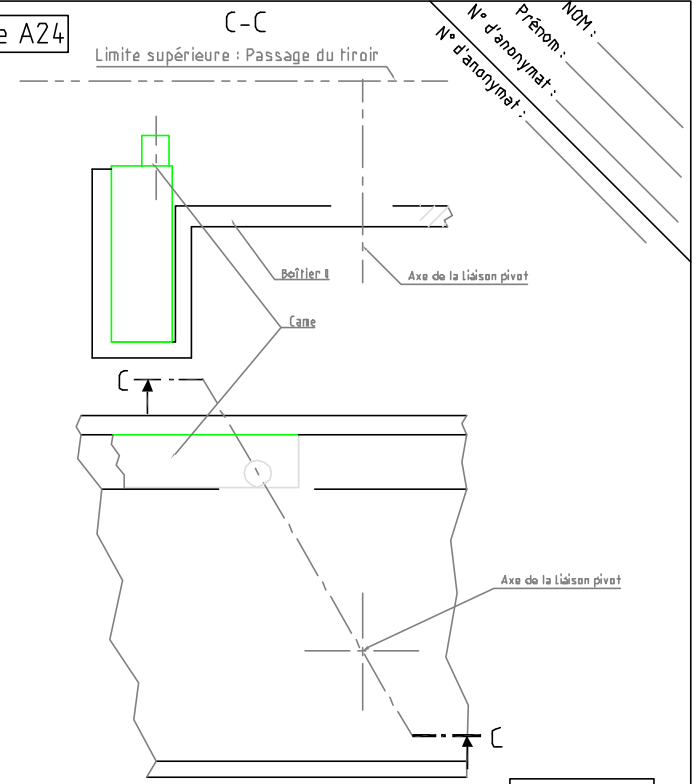 e A24
C-C
NOM :
Prénom :
N° d'anonymat :
N° d'anonymat :
Limite supérieure : Passage du tiroir
Boîtier 11
Axe de la liaison pivot
Came
C
Axe de la liaison pivot
C